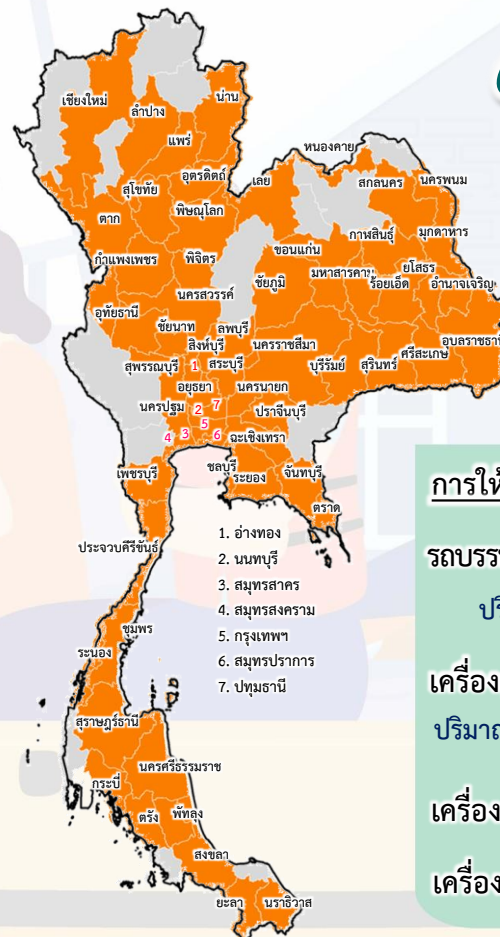 เชียงใหม่
น่าน
ลำปาง
แพร่
หนองคาย
อุตรดิตถ์
เลย
สกลนคร
นครพนม
สุโขทัย
ตาก
พิษณุโลก
กาฬสินธุ์
มุกดาหาร
ขอนแก่น
กำแพงเพชร
พิจิตร
มหาสารคาม
ยโสธร
ชัยภูมิ
ร้อยเอ็ด
อำนาจเจริญ
นครสวรรค์
อุทัยธานี
ชัยนาท
ลพบุรี
สิงห์บุรี
นครราชสีมา
อุบลราชธานี
สุพรรณบุรี
1
สระบุรี
บุรีรัมย์
สุรินทร์
ศรีสะเกษ
อยุธยา
นครนายก
นครปฐม
2
7
ปราจีนบุรี
5
4
3
6
ฉะเชิงเทรา
เพชรบุรี
ชลบุรี
ระยอง
จันทบุรี
ตราด
1. อ่างทอง
2. นนทบุรี
3. สมุทรสาคร
4. สมุทรสงคราม
5. กรุงเทพฯ
6. สมุทรปราการ
7. ปทุมธานี
ประจวบคีรีขันธ์
ชุมพร
ระนอง
สุราษฎร์ธานี
นครศรีธรรมราช
กระบี่
ตรัง
พัทลุง
สงขลา
ยะลา
นราธิวาส
การให้
รถบรร
ปริ
เครื่อง
ปริมาณ
เครื่อง
เครื่อง